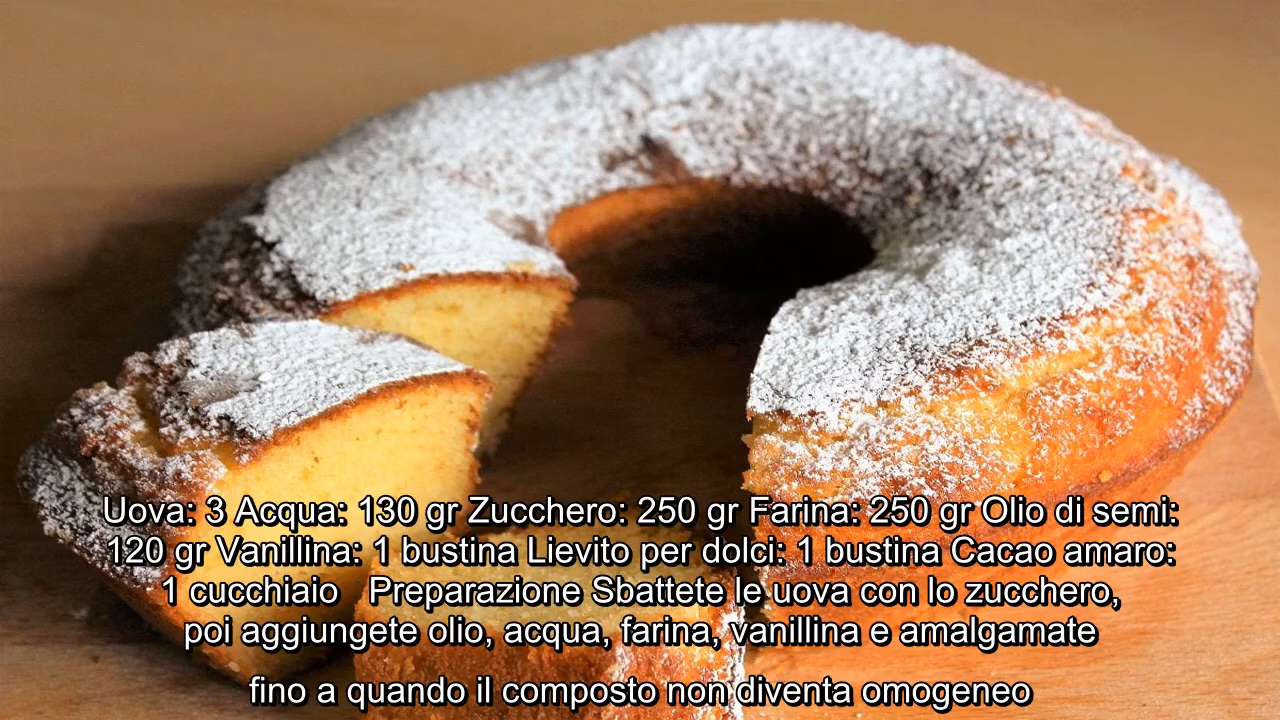 Uova: 3 Acqua: 130 gr Zucchero: 250 gr Farina: 250 gr Olio di semi:
120 gr Vanillina: 1 bustina Lievito per dolci: 1 bustina Cacao amaro:
1 cucchiaio   Preparazione Sbattete le uova con lo zucchero,
poi aggiungete olio, acqua, farina, vanillina e amalgamate
fino a quando il composto non diventa omogeneo